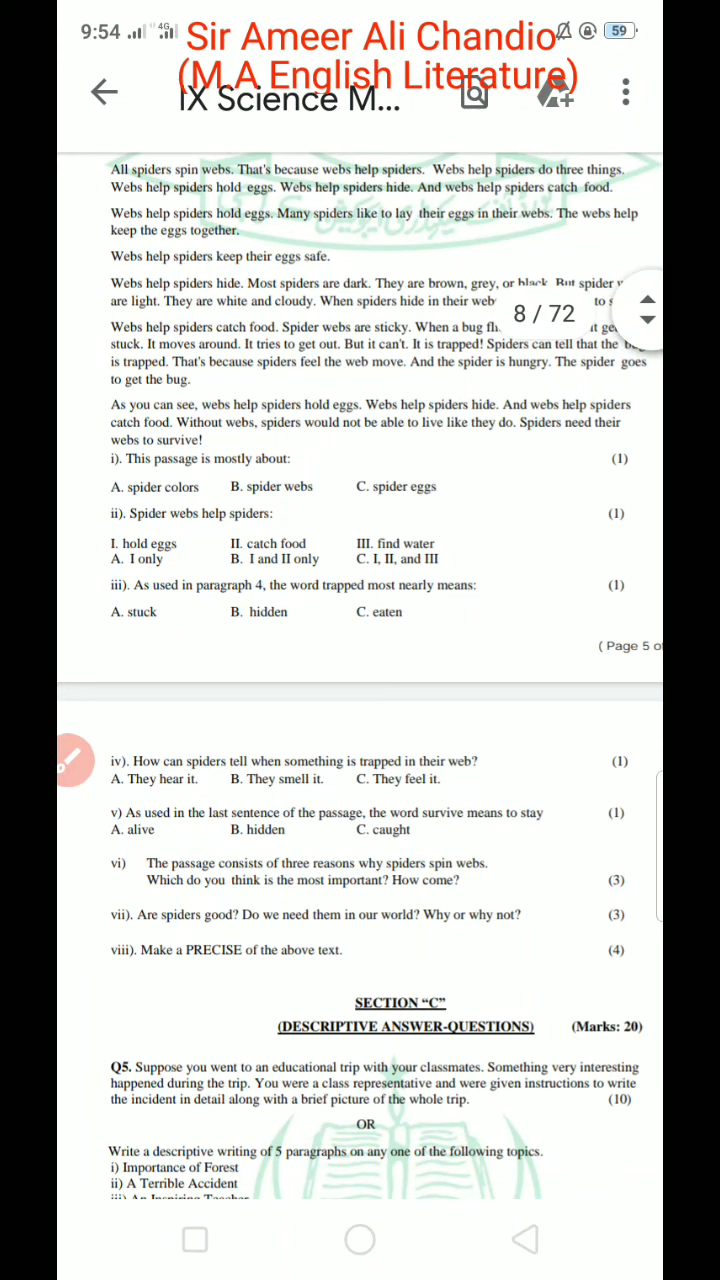 9:54 4G 59
Sir Ameer Ali Chandio
(M.A English Literature)
IX Science M...
All spiders spin webs. That's because webs help spiders. Webs help spiders do three things.
Webs help spiders hold eggs. Webs help spiders hide. And webs help spiders catch food.
Webs help spiders hold eggs. Many spiders like to lay their eggs in their webs. The webs help
keep the eggs together.
Webs help spiders keep their eggs safe.
Webs help spiders hide. Most spiders are dark. They are brown, grey, or black. But spider
are light. They are white and cloudy. When spiders hide in their web to
8 / 72
Webs help spiders catch food. Spider webs are sticky. When a bug
stuck. It moves around. It tries to get out. But it can't. It is trapped! Spiders can tell that the
is trapped. That's because spiders feel the web move. And the spider is hungry. The spider goes
to get the bug.
As you can see, webs help spiders hold eggs. Webs help spiders hide. And webs help spiders
catch food. Without webs, spiders would not be able to live like they do. Spiders need their
webs to survive!
i). This passage is mostly about: (1)
A. spider colors B. spider webs C. spider eggs
ii). Spider webs help spiders: (1)
I. hold eggs II. catch food III. find water
A. I only B. I and II only C. I, II, and III
iii). As used in paragraph 4, the word trapped most nearly means: (1)
A. stuck B. hidden C. eaten
( Page 5
iv). How can spiders tell when something is trapped in their web? (1)
A. They hear it. B. They smell it. C. They feel it.
v) As used in the last sentence of the passage, the word survive means to stay (1)
A. alive B. hidden C. caught
vi) The passage consists of three reasons why spiders spin webs.
Which do you think is the most important? How come? (3)
vii). Are spiders good? Do we need them in our world? Why or why not? (3)
viii). Make a PRECISE of the above text. (4)
SECTION “C”
(DESCRIPTIVE ANSWER-QUESTIONS) (Marks: 20)
Q5. Suppose you went to an educational trip with your classmates. Something very interesting
happened during the trip. You were a class representative and were given instructions to write
the incident in detail along with a brief picture of the whole trip. (10)
OR
Write a descriptive writing of 5 paragraphs on any one of the following topics.
i) Importance of Forest
ii) A Terrible Accident
iii) An Inspiring Teacher